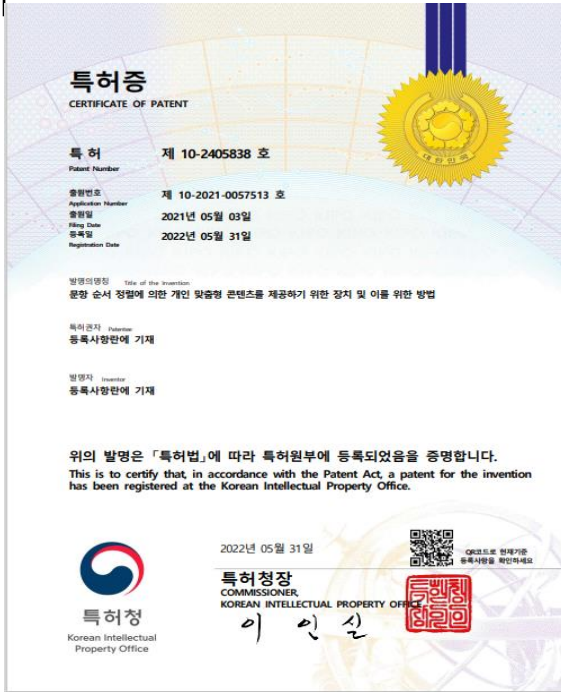 특허증
CERTIFICATE OF PATENT
특 허 제 10-2405838 호
Patent Number
출원번호 제 10-2021-0057513 호
Application Number
출원일 2021년 05월 03일
Filing Date
등록일 2022년 05월 31일
Registration Date
발명의명칭 Title of the Invention
문항 순서 정렬에 의한 개인 맞춤형 콘텐츠를 제공하기 위한 장치 및 이를 위한 방법
특허권자 Patentee
등록사항란에 기재
발명자 Inventor
등록사항란에 기재
위의 발명은 「특허법」에 따라 특허원부에 등록되었음을 증명합니다.
This is to certify that, in accordance with the Patent Act, a patent for the invention
has been registered at the Korean Intellectual Property Office.
2022년 05월 31일
QR코드로 현재기준
등록사항을 확인하세요
특허청장
COMMISSIONER,
KOREAN INTELLECTUAL PROPERTY OFFICE
이 인 실
특허청
Korean Intellectual
Property Office
대한민국